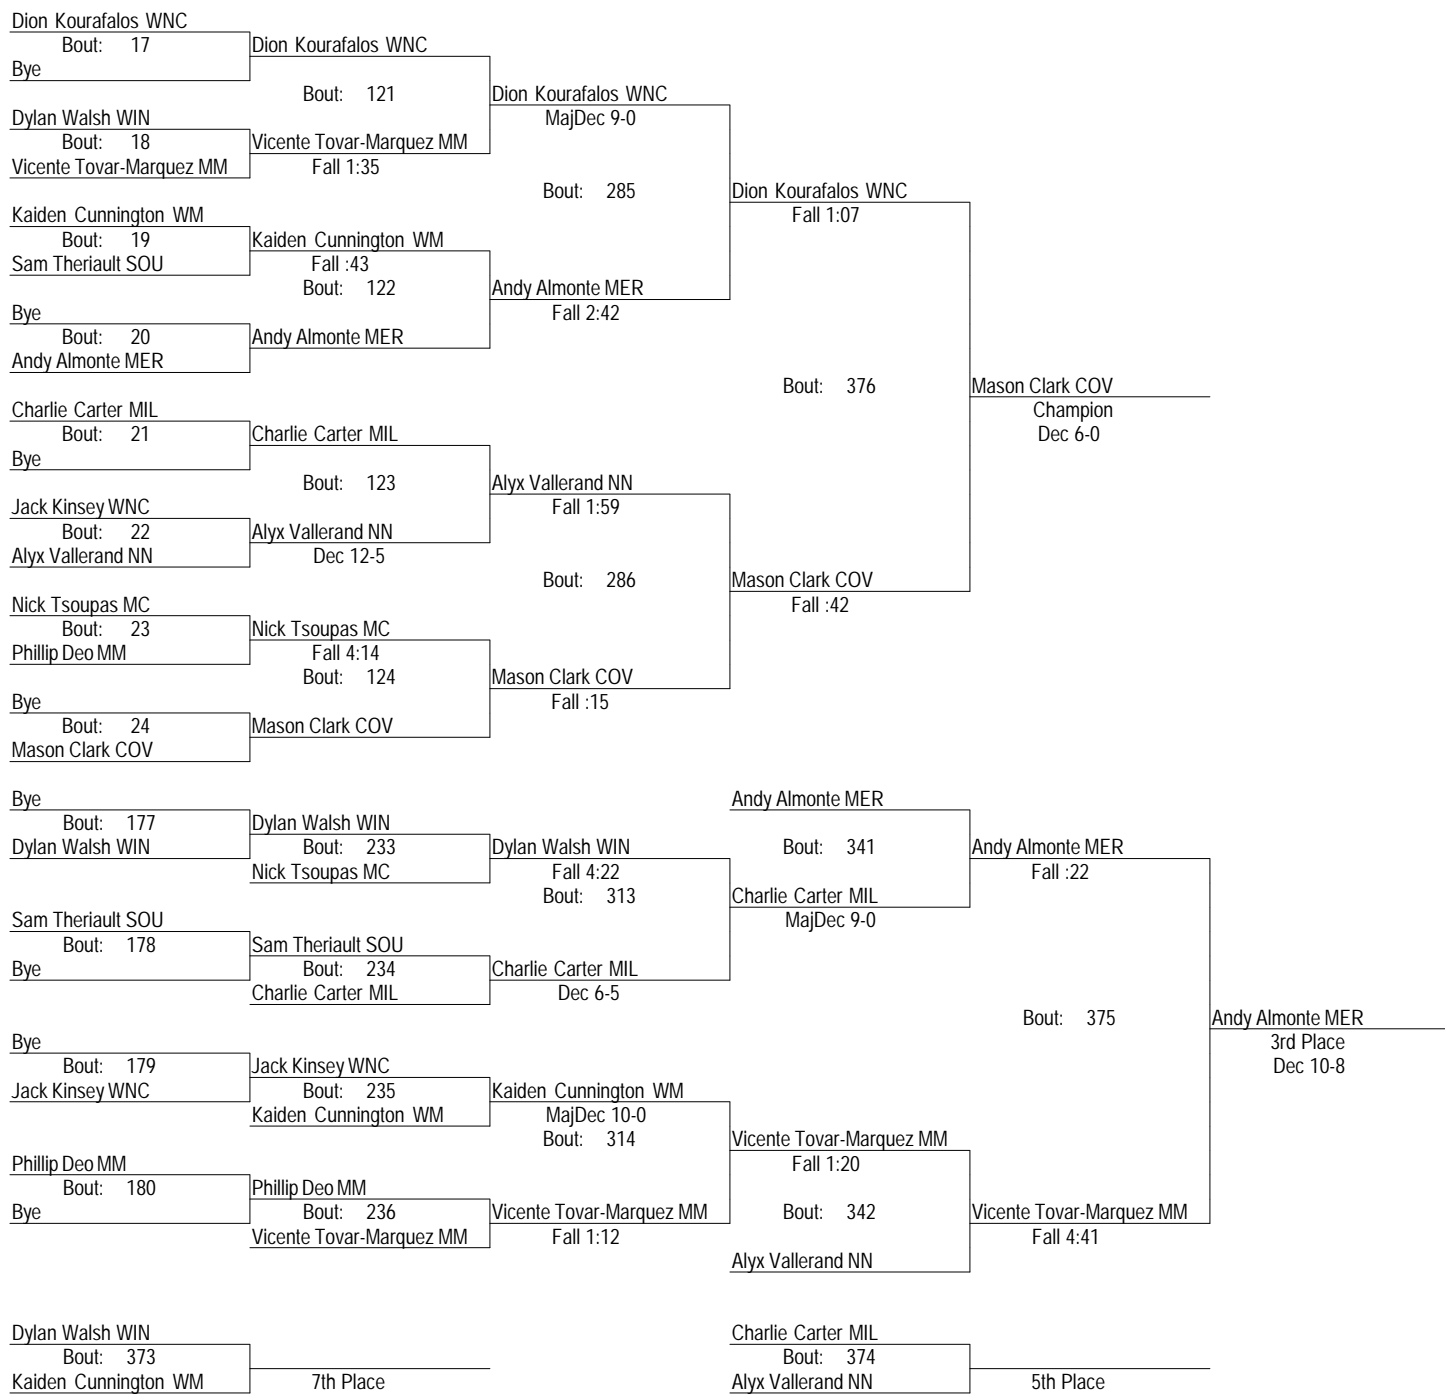 Dion Kourafalos WNC
Bout: 17
Dion Kourafalos WNC
Bye
Bout: 121
Dion Kourafalos WNC
Dylan Walsh WIN
MajDec 9-0
Bout: 18
Vicente Tovar-Marquez MM
Vicente Tovar-Marquez MM
Fall 1:35
Bout: 285
Dion Kourafalos WNC
Kaiden Cunnington WM
Fall 1:07
Bout: 19
Kaiden Cunnington WM
Sam Theriault SOU
Fall :43
Bout: 122
Andy Almonte MER
Bye
Fall 2:42
Bout: 20
Andy Almonte MER
Andy Almonte MER
Bout: 376
Mason Clark COV
Charlie Carter MIL
Champion
Bout: 21
Charlie Carter MIL
Dec 6-0
Bye
Bout: 123
Alyx Vallerand NN
Jack Kinsey WNC
Fall 1:59
Bout: 22
Alyx Vallerand NN
Alyx Vallerand NN
Dec 12-5
Bout: 286
Mason Clark COV
Nick Tsoupas MC
Fall :42
Bout: 23
Nick Tsoupas MC
Phillip Deo MM
Fall 4:14
Bout: 124
Mason Clark COV
Bye
Fall :15
Bout: 24
Mason Clark COV
Mason Clark COV
Bye
Andy Almonte MER
Bout: 177
Dylan Walsh WIN
Dylan Walsh WIN
Bout: 233
Dylan Walsh WIN
Bout: 341
Andy Almonte MER
Nick Tsoupas MC
Fall 4:22
Fall :22
Bout: 313
Charlie Carter MIL
Sam Theriault SOU
MajDec 9-0
Bout: 178
Sam Theriault SOU
Bye
Bout: 234
Charlie Carter MIL
Charlie Carter MIL
Dec 6-5
Bout: 375
Andy Almonte MER
Bye
3rd Place
Bout: 179
Jack Kinsey WNC
Dec 10-8
Jack Kinsey WNC
Bout: 235
Kaiden Cunnington WM
Kaiden Cunnington WM
MajDec 10-0
Bout: 314
Vicente Tovar-Marquez MM
Phillip Deo MM
Fall 1:20
Bout: 180
Phillip Deo MM
Bye
Bout: 236
Vicente Tovar-Marquez MM
Bout: 342
Vicente Tovar-Marquez MM
Vicente Tovar-Marquez MM
Fall 1:12
Fall 4:41
Alyx Vallerand NN
Dylan Walsh WIN
Charlie Carter MIL
Bout: 373
Bout: 374
Kaiden Cunnington WM
7th Place
Alyx Vallerand NN
5th Place